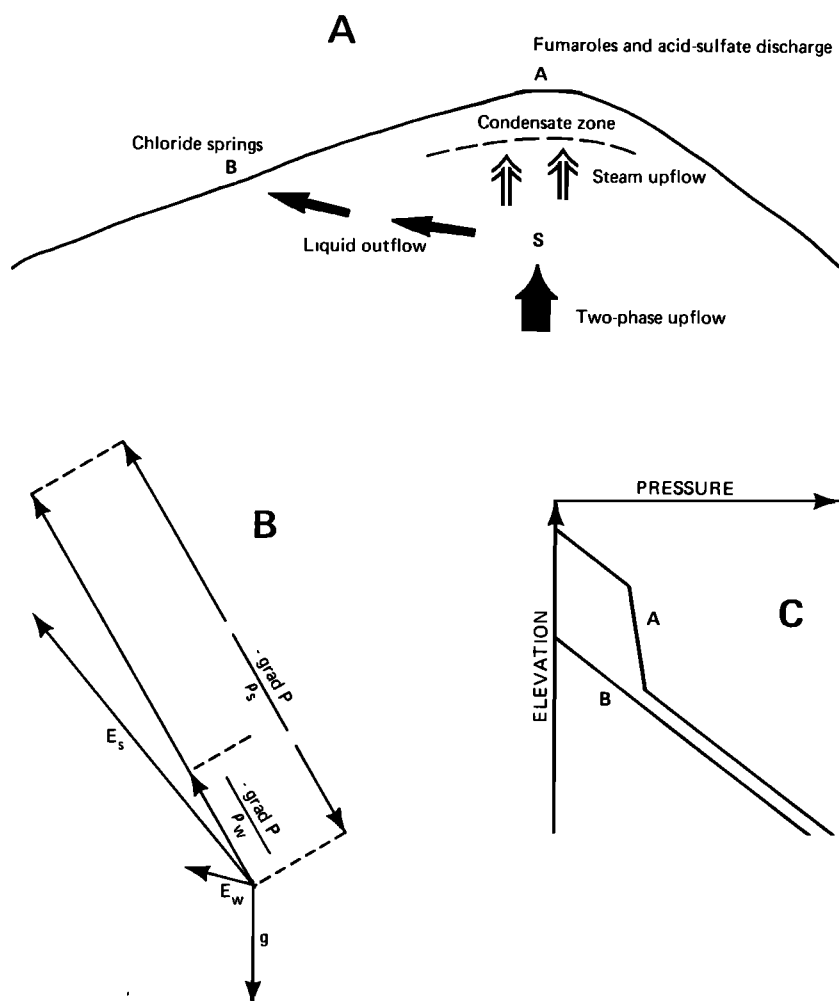 A
Fumaroles and acid-sulfate discharge
A
Condensate zone
Chloride springs
B
Steam upflow
Liquid outflow
S
Two-phase upflow
B
- grad P
ρs
Es
- grad P
ρw
Ew
g
PRESSURE
C
ELEVATION
A
B